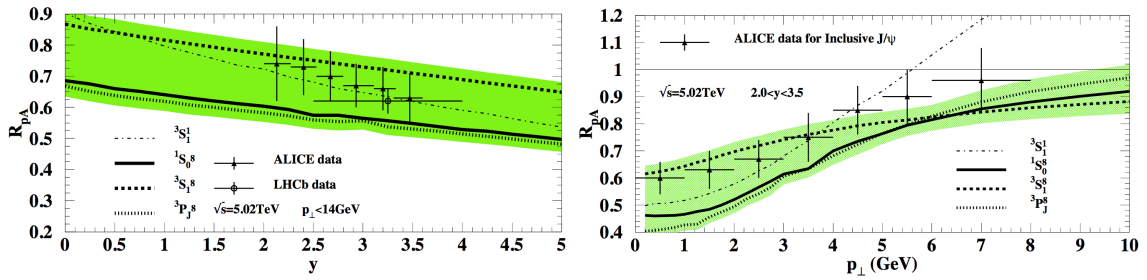 0.9
0.8
0.7
0.6
0.5
0.4
0.3
0.2
R_pA
³S₁¹
¹S₀⁸
³S₁⁸
³P_J⁸
ALICE data
LHCb data
√s=5.02TeV p⊥<14GeV
0 0.5 1 1.5 2 2.5 3 3.5 4 4.5 5
y
1.2
1.1
1
0.9
0.8
0.7
0.6
0.5
0.4
R_pA
ALICE data for Inclusive J/ψ
√s=5.02TeV 2.0<y<3.5
³S₁¹
¹S₀⁸
³S₁⁸
³P_J⁸
0 1 2 3 4 5 6 7 8 9 10
p⊥ (GeV)